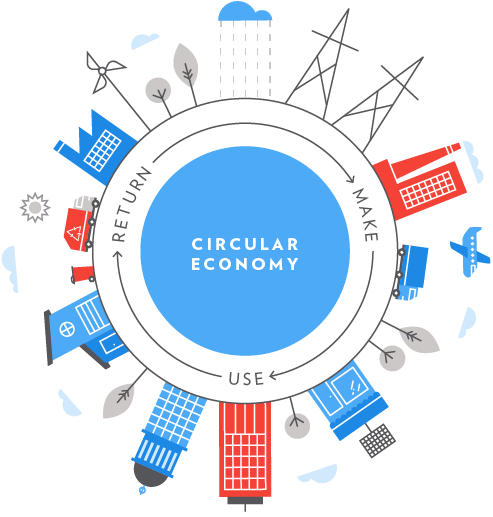 CIRCULAR
ECONOMY
MAKE
USE
RETURN